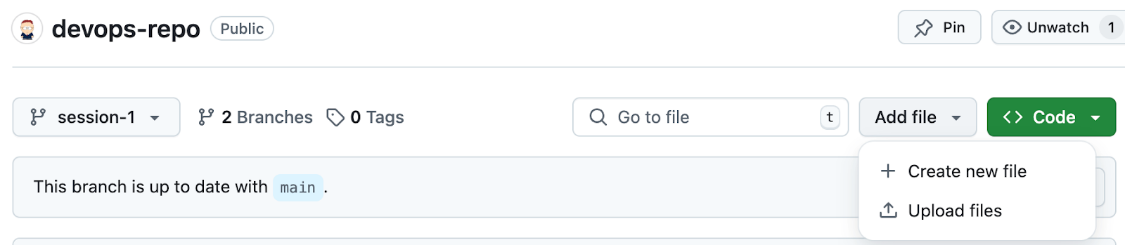 devops-repo Public Pin Unwatch 1
session-1 2 Branches 0 Tags Go to file t Add file <> Code
This branch is up to date with main .
Create new file
Upload files